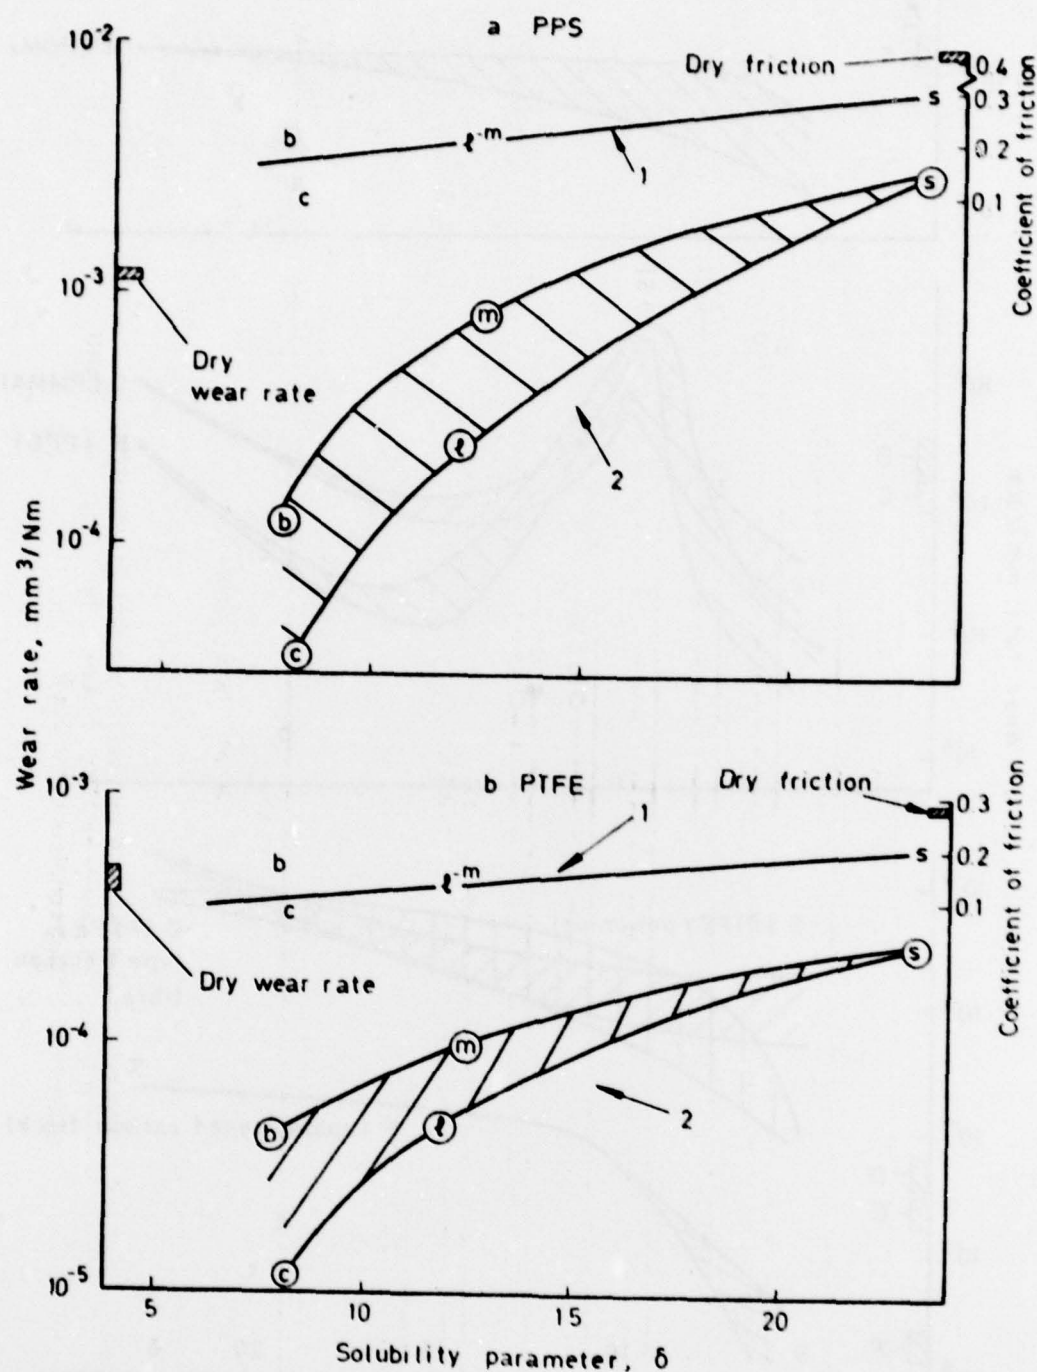 a PPS
10⁻²
Dry friction
0.4
b
ℓ-m
s
0.3
1
0.2
c
s
0.1
Coefficient of friction
10⁻³
m
Dry
wear rate
ℓ
2
b
10⁻⁴
c
Wear rate, mm³/Nm
10⁻³
b PTFE
Dry friction
0.3
1
b
s
0.2
ℓ-m
c
0.1
Coefficient of friction
Dry wear rate
s
10⁻⁴
m
b
ℓ
2
c
10⁻⁵
5
10
15
20
Solubility parameter, δ